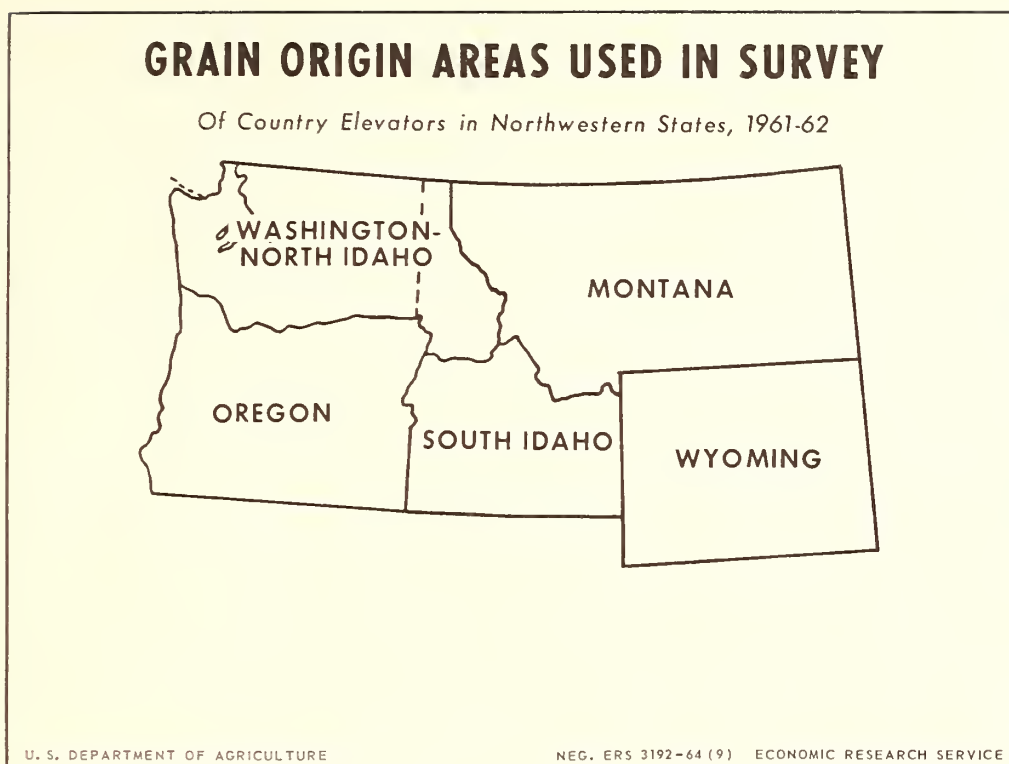 GRAIN ORIGIN AREAS USED IN SURVEY
Of Country Elevators in Northwestern States, 1961-62
WASHINGTON-
NORTH IDAHO
MONTANA
OREGON
SOUTH IDAHO
WYOMING
U. S. DEPARTMENT OF AGRICULTURE
NEG. ERS 3192-64 (9) ECONOMIC RESEARCH SERVICE